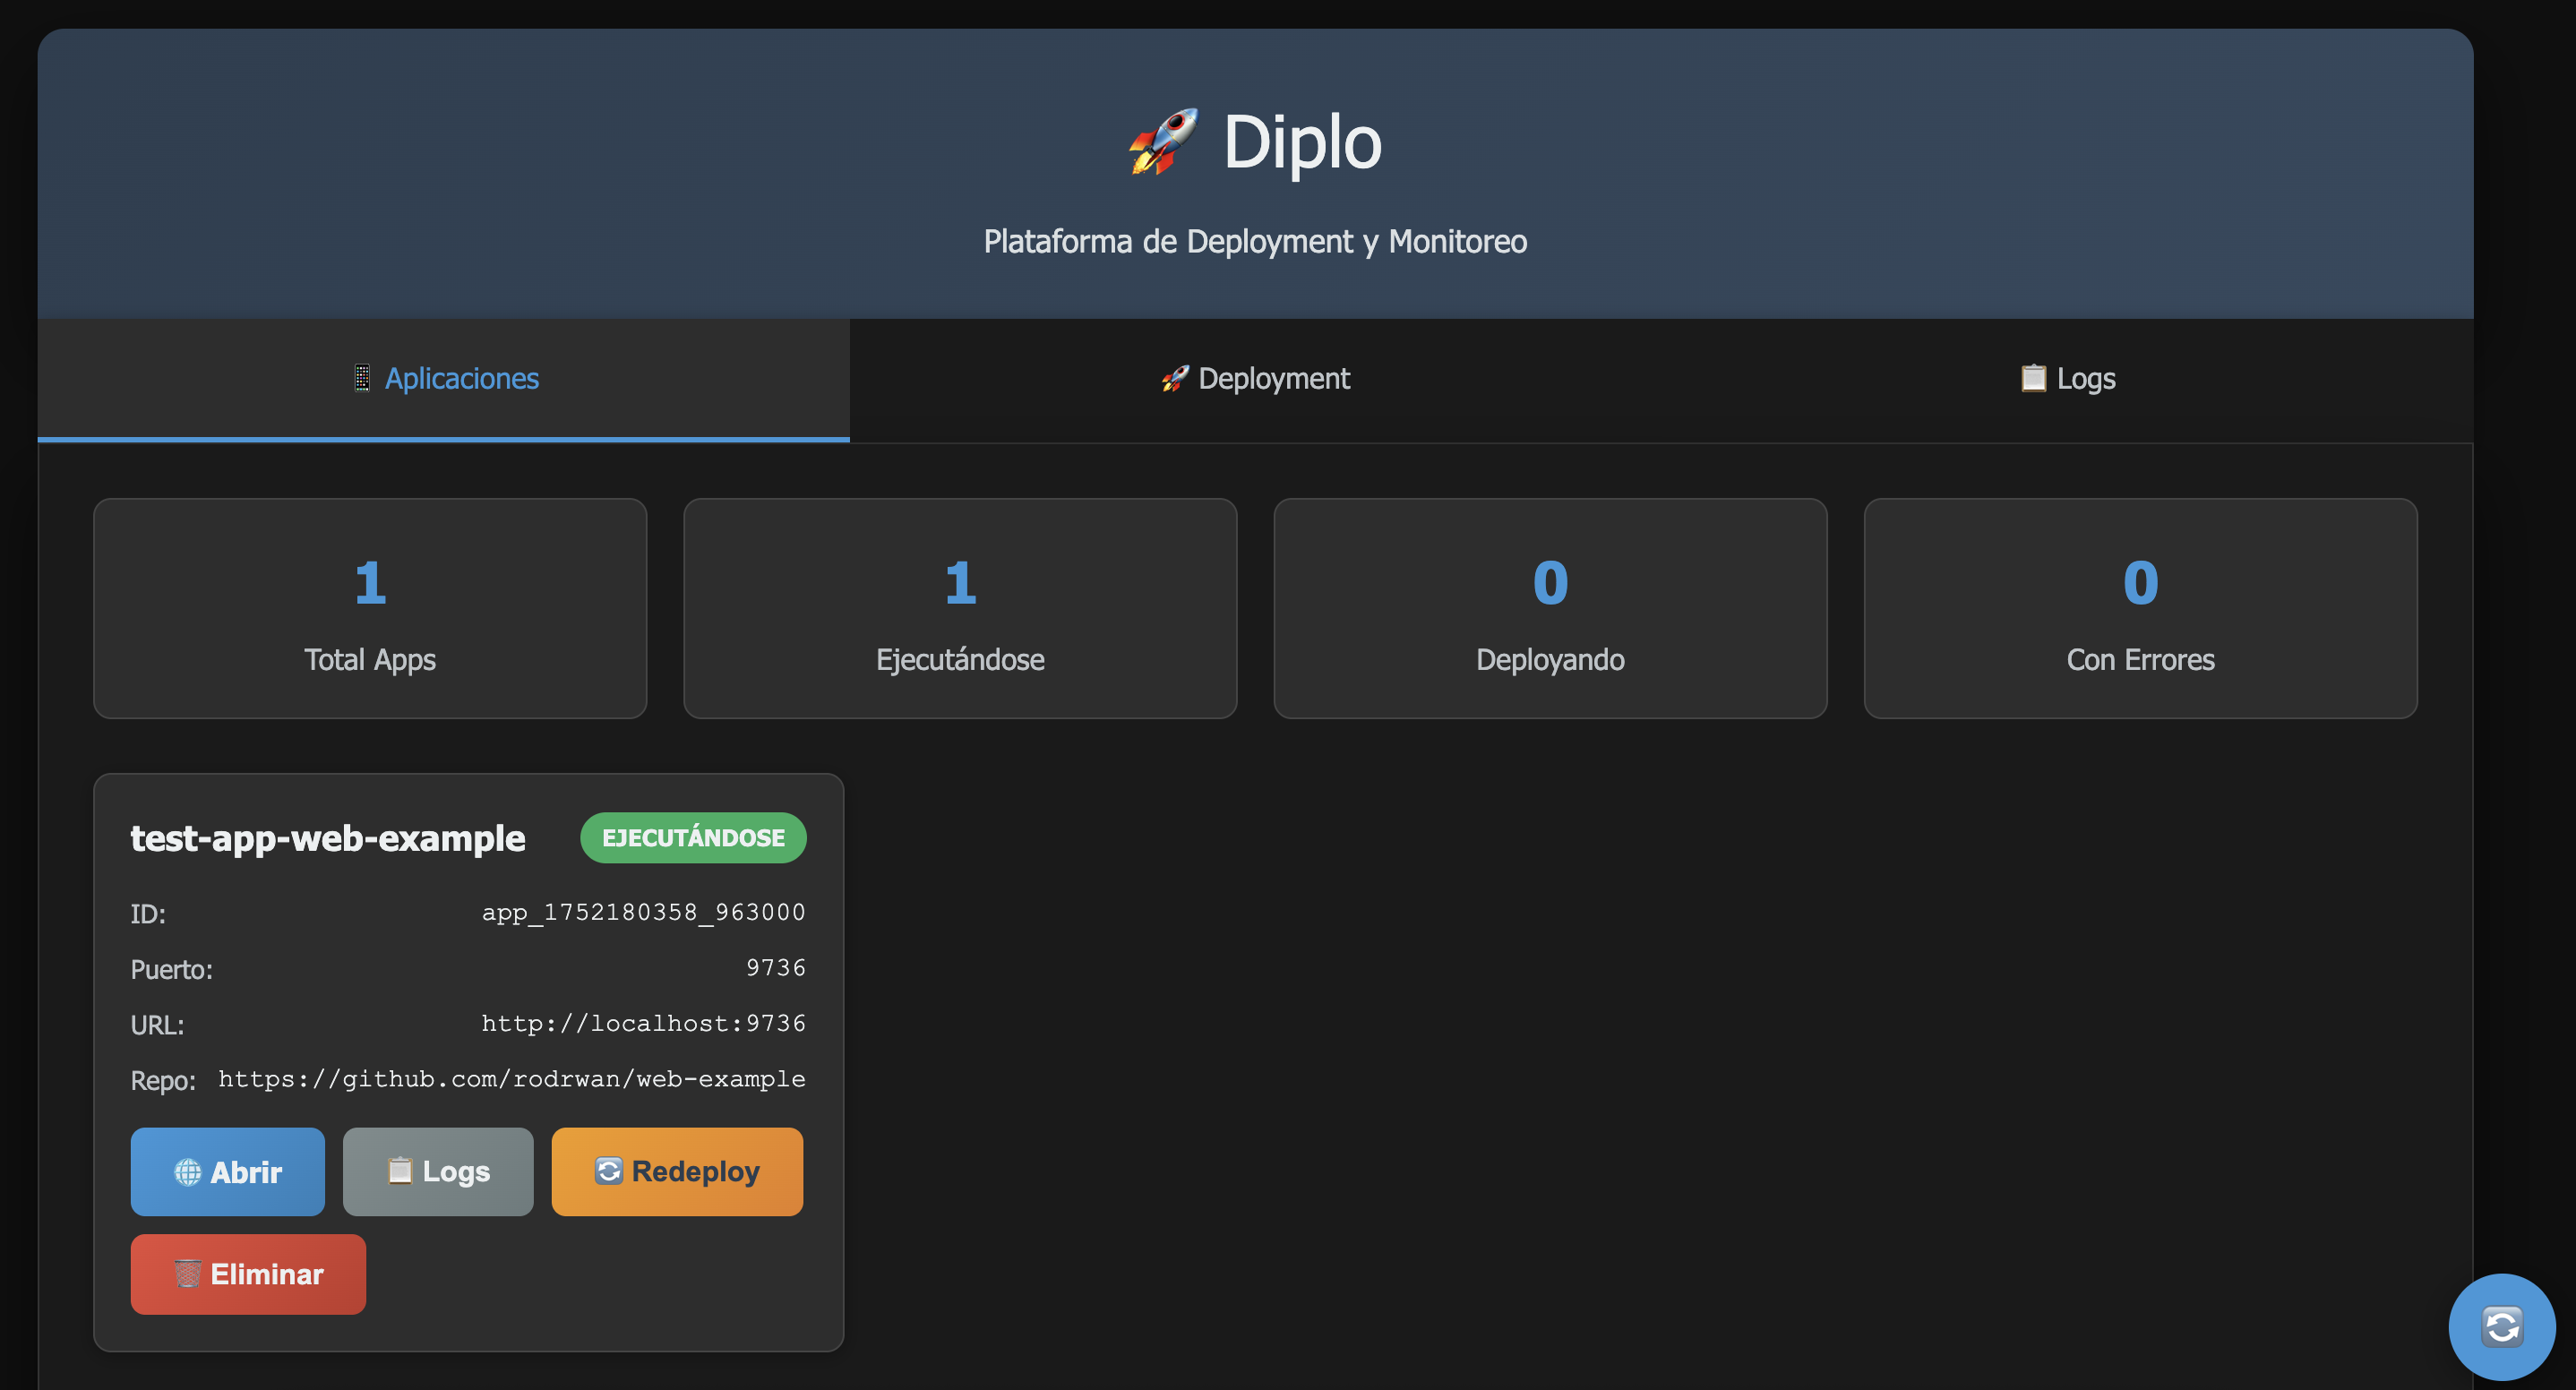 🚀 Diplo
Plataforma de Deployment y Monitoreo
📱 Aplicaciones
🚀 Deployment
📋 Logs
1
Total Apps
1
Ejecutándose
0
Deployando
0
Con Errores
test-app-web-example
EJECUTÁNDOSE
ID: app_1752180358_963000
Puerto: 9736
URL: http://localhost:9736
Repo: https://github.com/rodrwan/web-example
🌐 Abrir
📋 Logs
🔄 Redeploy
🗑️ Eliminar
🔄